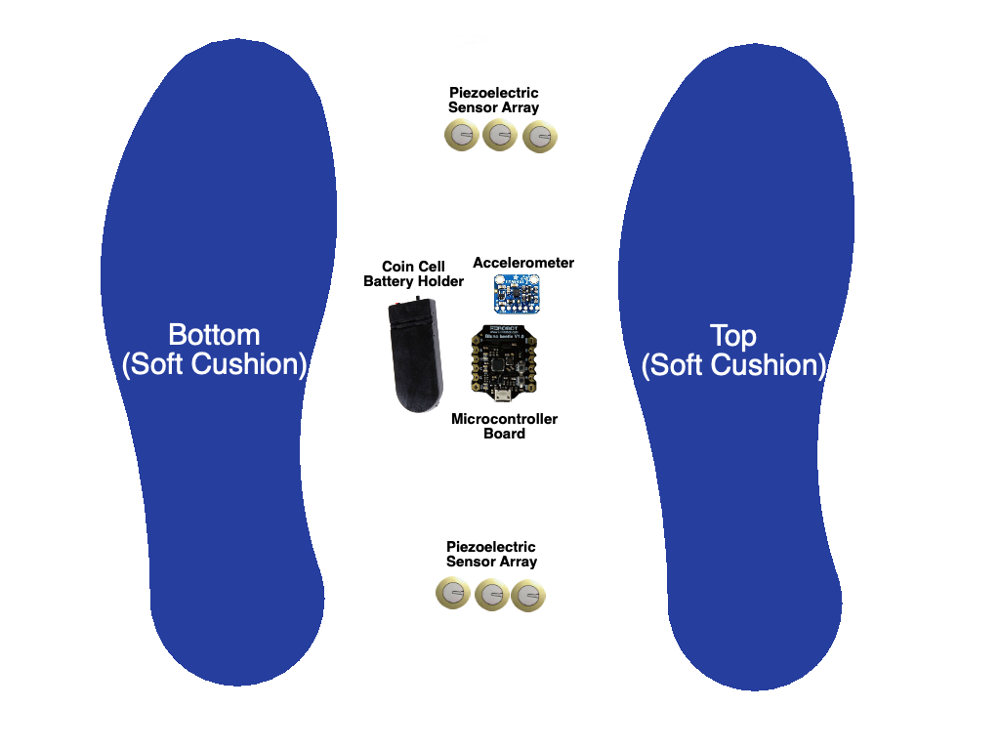 Piezoelectric
Sensor Array
Coin Cell
Battery Holder
Accelerometer
Bottom
(Soft Cushion)
Top
(Soft Cushion)
Microcontroller
Board
Piezoelectric
Sensor Array